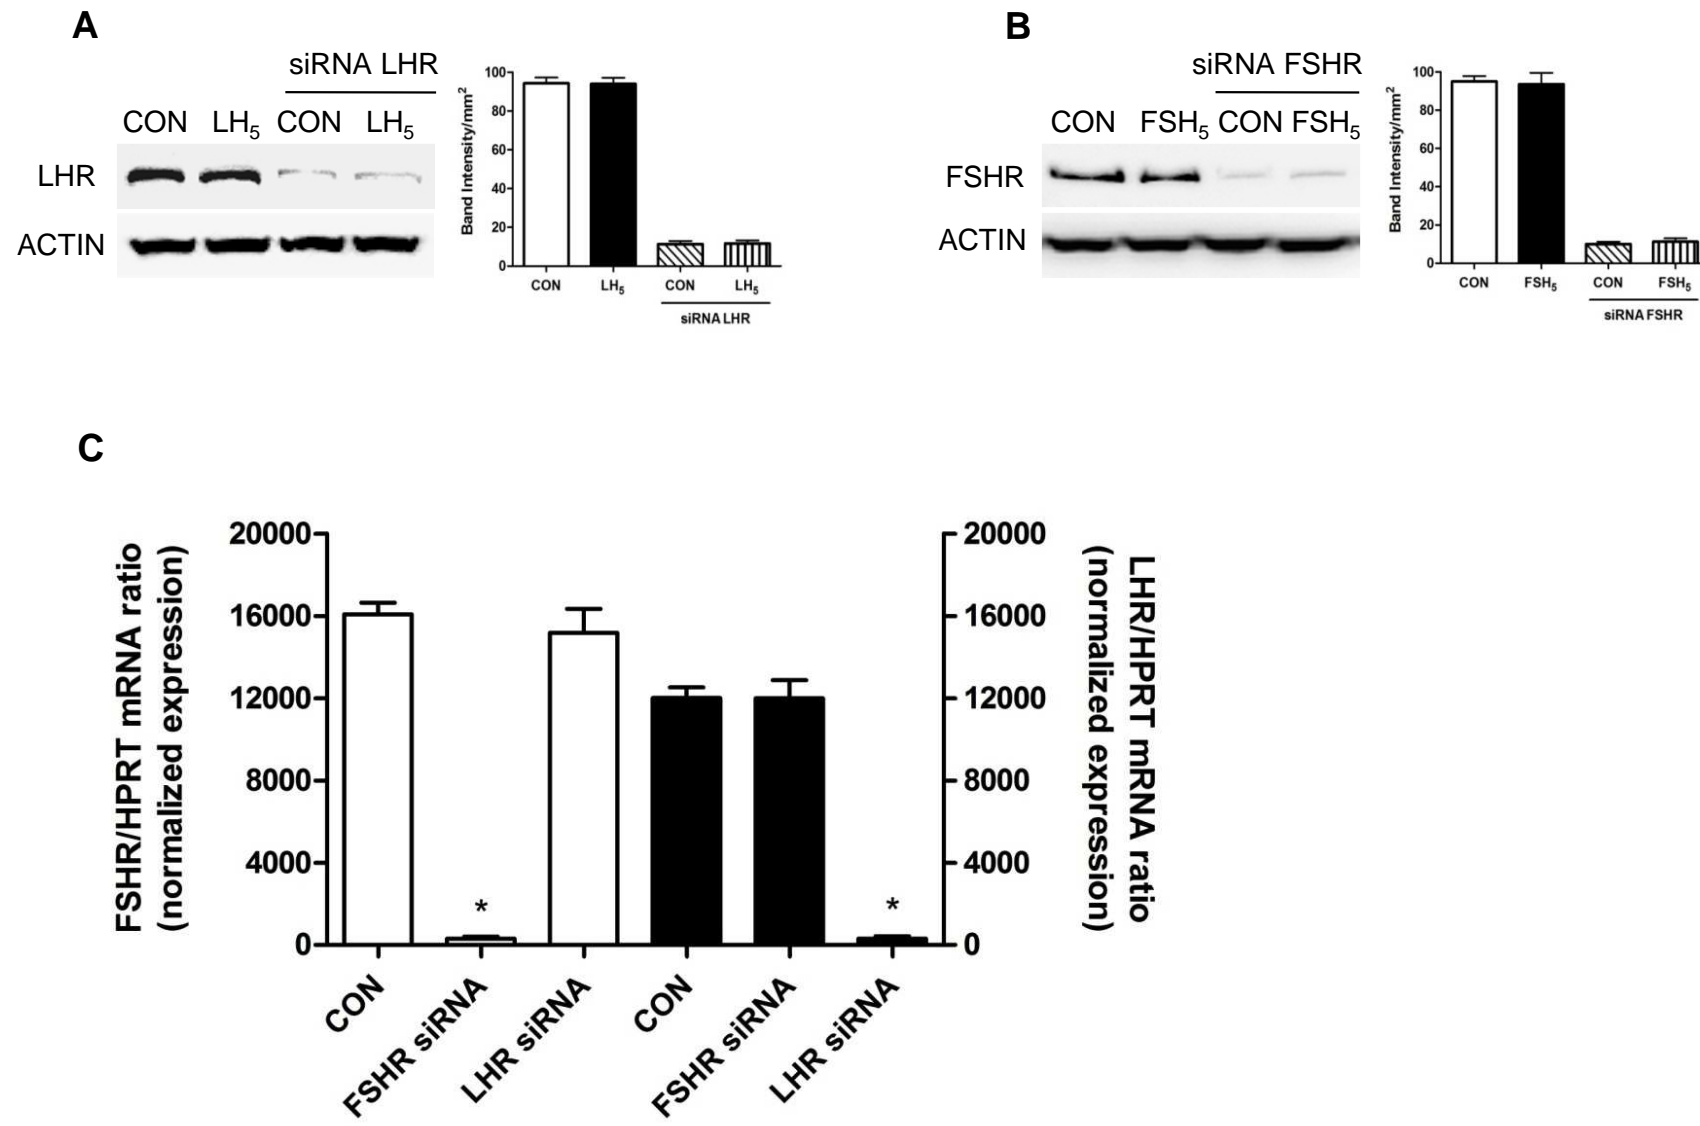 A
siRNA LHR
CON LH5 CON LH5
LHR
ACTIN
Band Intensity/mm2
100
80
60
40
20
0
CON LH5 CON LH5
siRNA LHR
B
siRNA FSHR
CON FSH5 CON FSH5
FSHR
ACTIN
Band Intensity/mm2
100
80
60
40
20
0
CON FSH5 CON FSH5
siRNA FSHR
C
FSHR/HPRT mRNA ratio
(normalized expression)
20000
16000
12000
8000
4000
0
* *
CON FSHR siRNA LHR siRNA CON FSHR siRNA LHR siRNA
20000
16000
12000
8000
4000
0
LHR/HPRT mRNA ratio
(normalized expression)